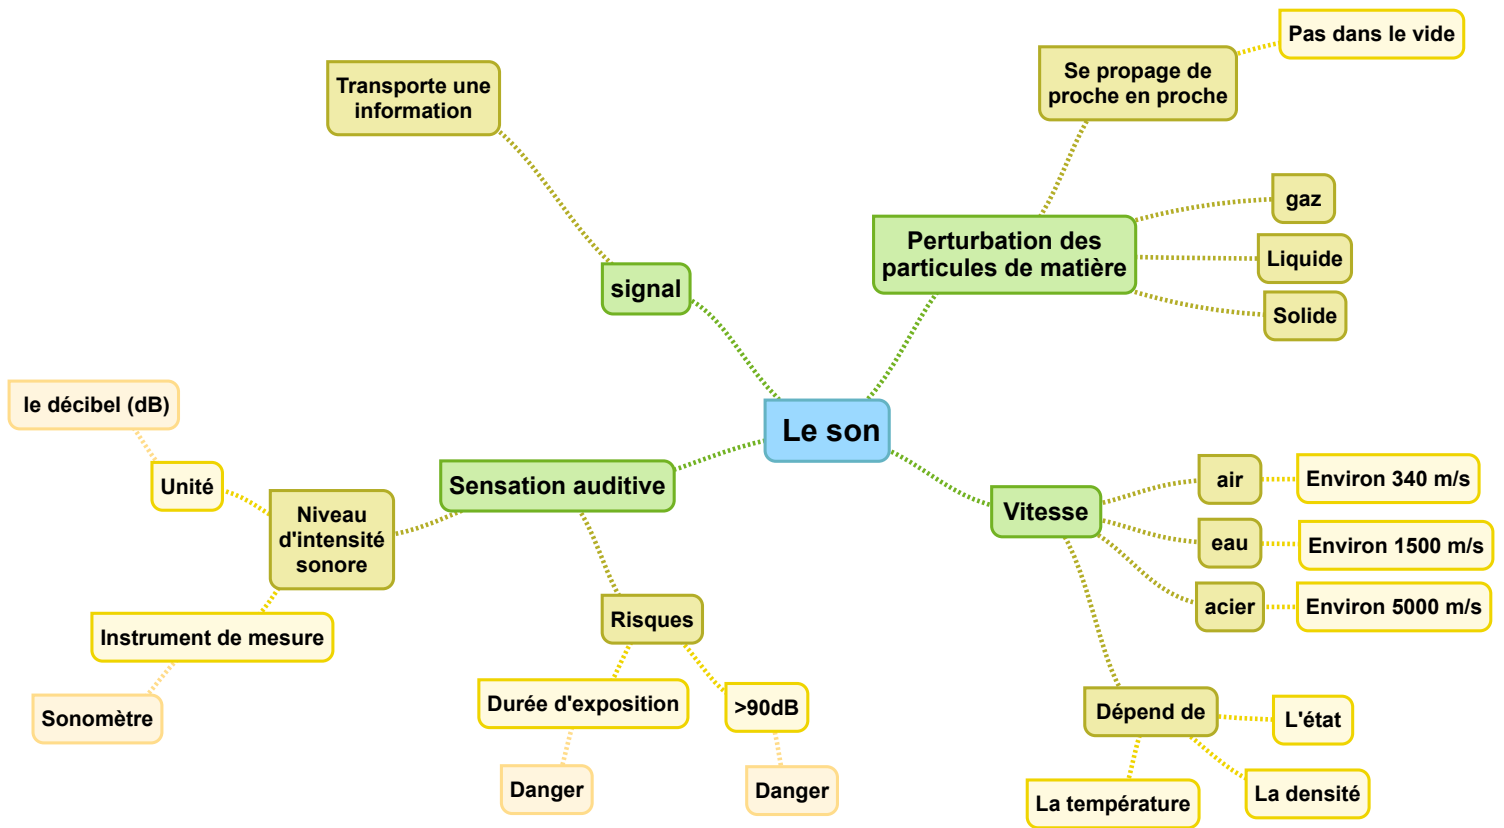 Pas dans le vide
Se propage de
proche en proche
Transporte une
information
gaz
Perturbation des
particules de matière
Liquide
signal
Solide
le décibel (dB)
Le son
Unité
Sensation auditive
air
Environ 340 m/s
Niveau
d'intensité
sonore
Vitesse
eau
Environ 1500 m/s
acier
Environ 5000 m/s
Instrument de mesure
Risques
Sonomètre
Durée d'exposition
>90dB
Dépend de
L'état
Danger
Danger
La température
La densité